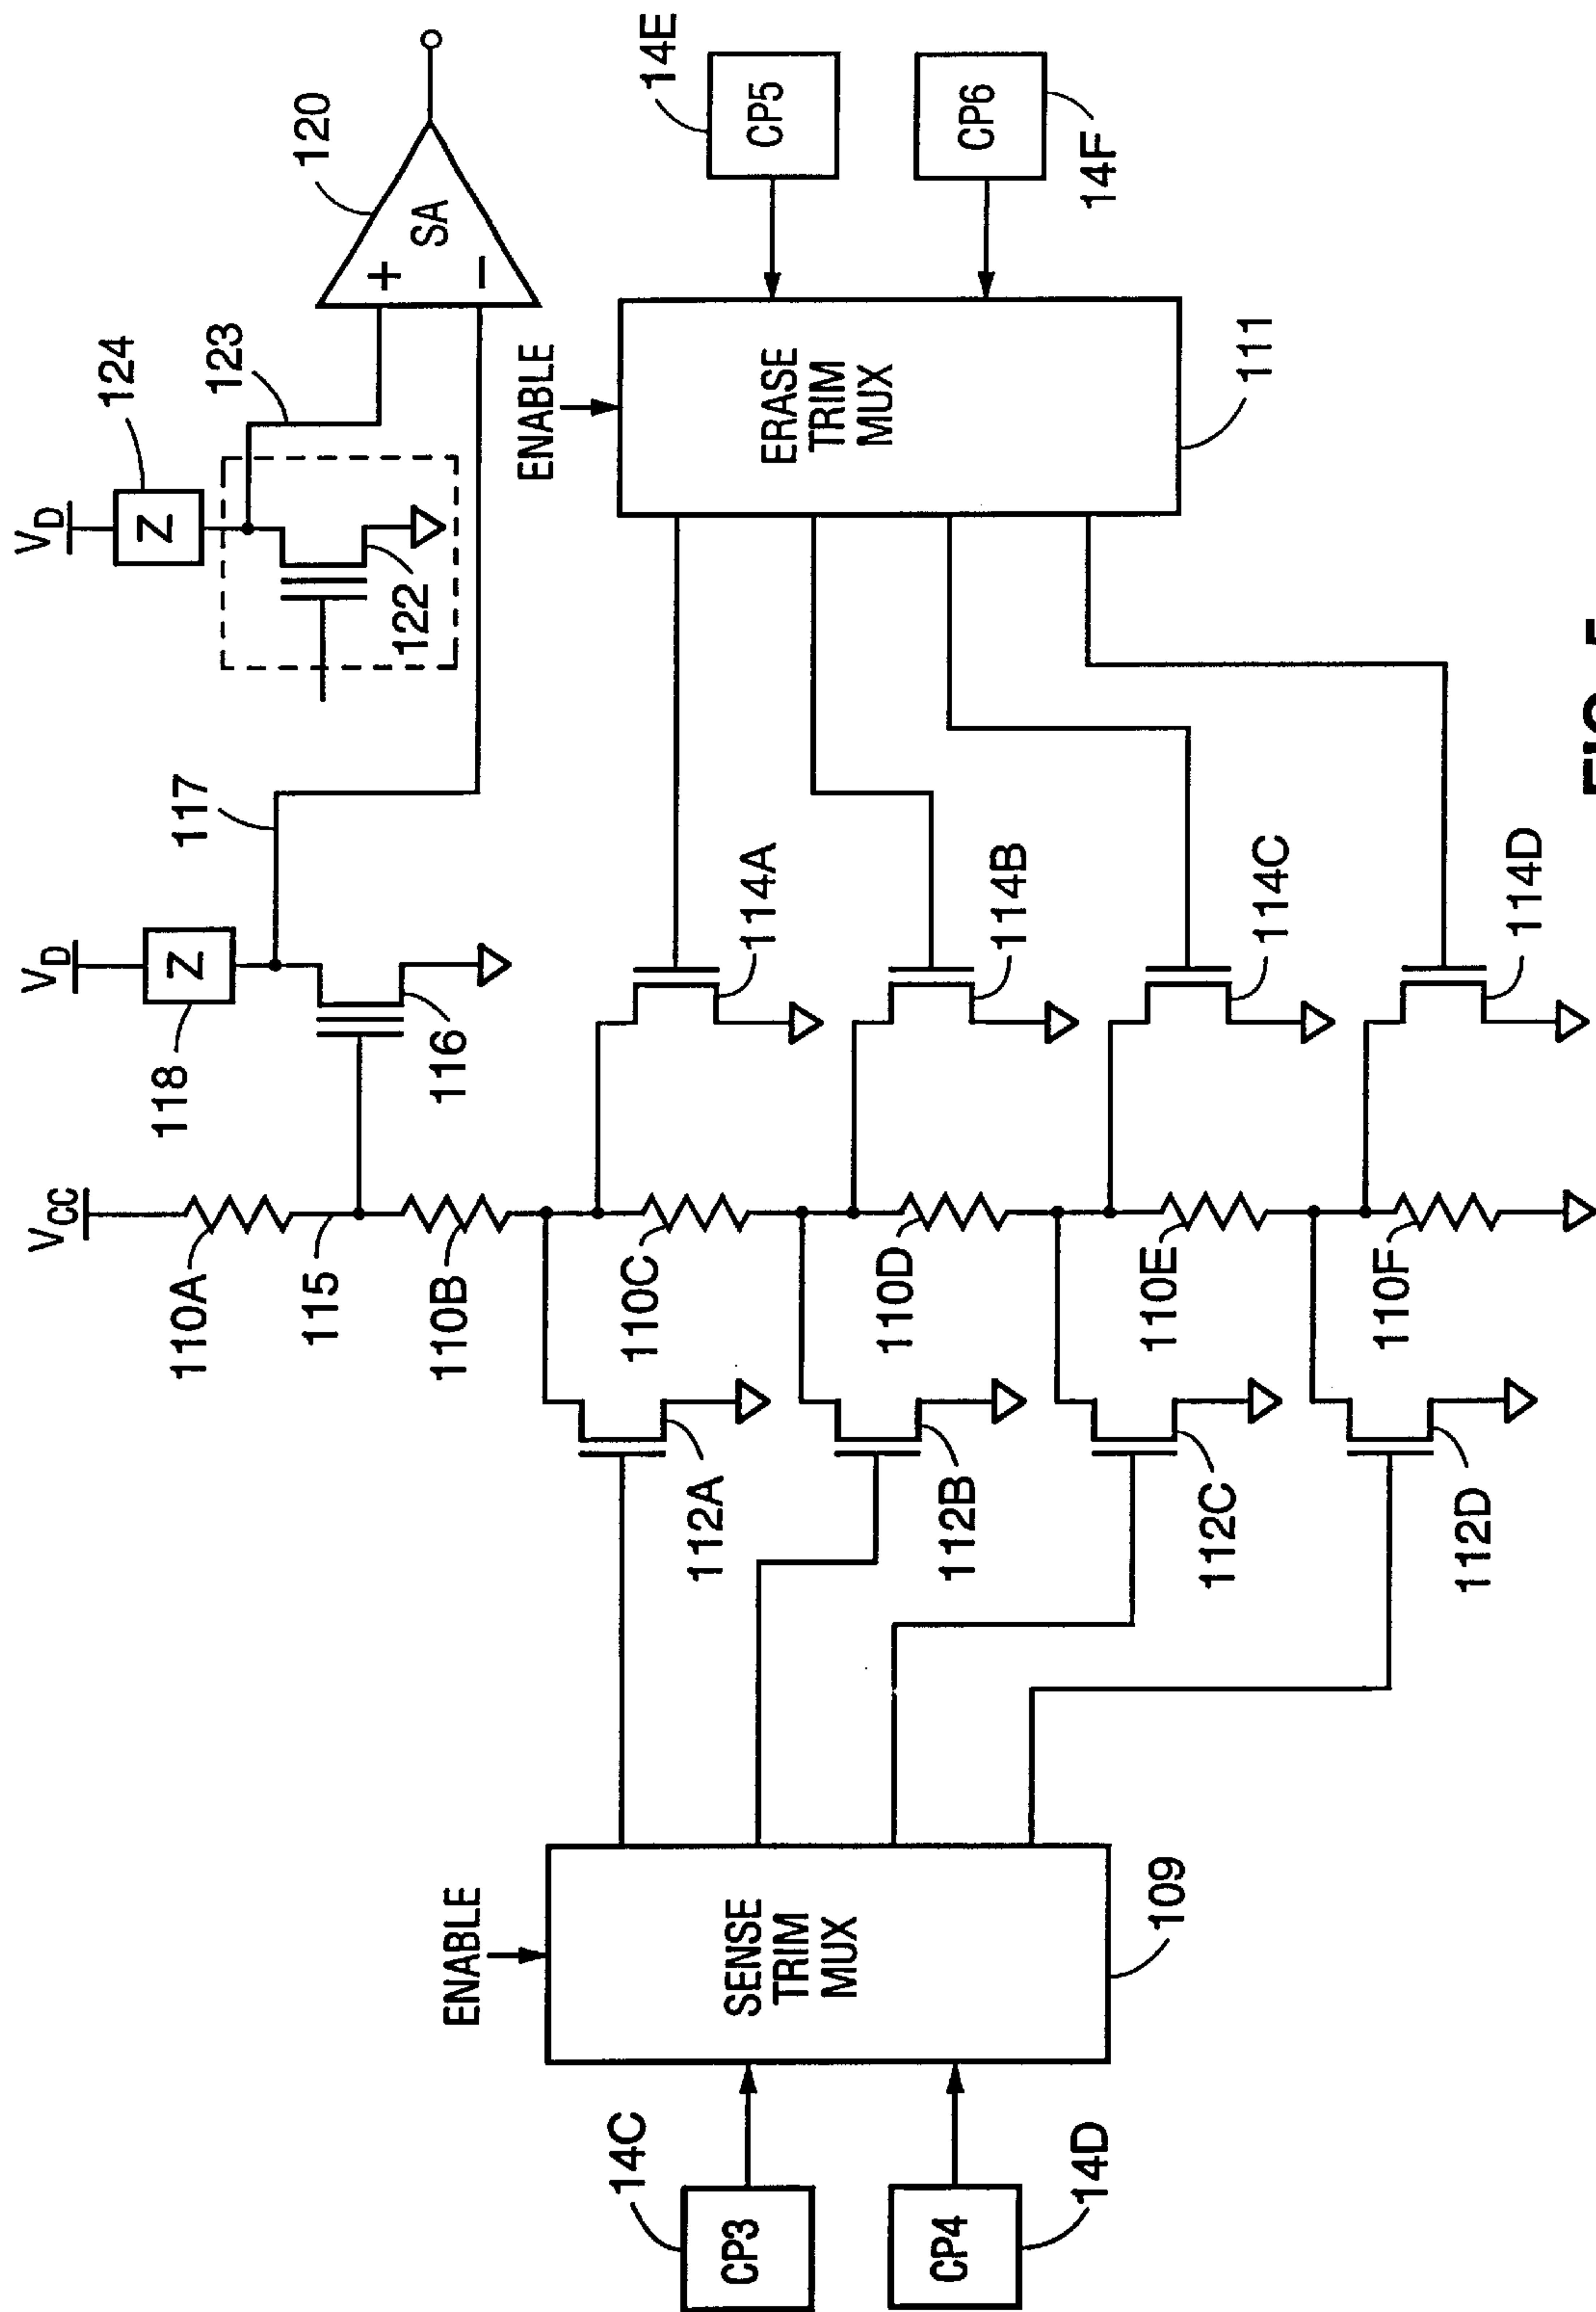 V_D
124
123
120
SA
+
−
Z
122
V_D
117
118
Z
116
V_CC
110A
115
110B
110C
110D
110E
110F
ENABLE
ERASE
TRIM
MUX
111
14E
CP5
CP6
14F
114A
114B
114C
114D
112A
112B
112C
112D
ENABLE
SENSE
TRIM
MUX
109
14C
CP3
CP4
14D